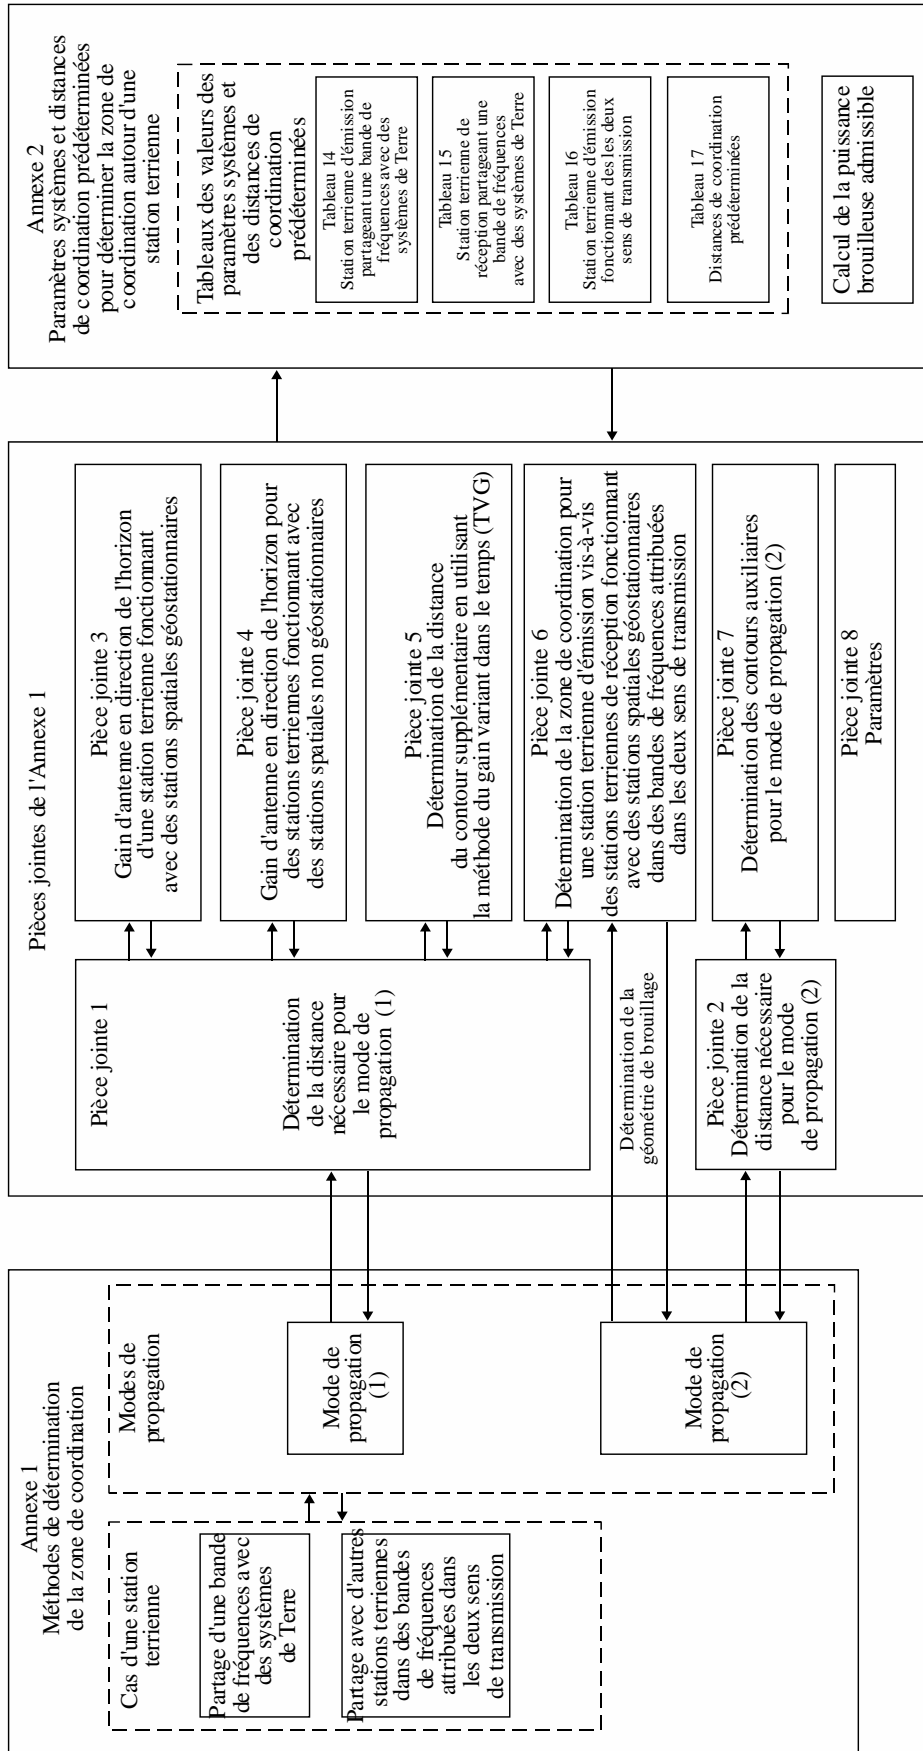 Annexe 1
Méthodes de détermination
de la zone de coordination
Cas d'une station
terrienne
Partage d'une bande
de fréquences avec
des systèmes
de Terre
Partage avec d'autres
stations terriennes
dans des bandes
de fréquences
attribuées dans
les deux sens
de transmission
Modes de
propagation
Mode de
propagation
(1)
Mode de
propagation
(2)
Pièces jointes de l'Annexe 1
Pièce jointe 1
Détermination
de la distance
nécessaire pour
le mode de
propagation (1)
Détermination de la
géométrie de brouillage
Pièce jointe 2
Détermination de la
distance nécessaire
pour le mode
de propagation (2)
Pièce jointe 3
Gain d'antenne en direction de l'horizon
d'une station terrienne fonctionnant
avec des stations spatiales géostationnaires
Pièce jointe 4
Gain d'antenne en direction de l'horizon pour
des stations terriennes fonctionnant avec
des stations spatiales non géostationnaires
Pièce jointe 5
Détermination de la distance
du contour supplémentaire en utilisant
la méthode du gain variant dans le temps (TVG)
Pièce jointe 6
Détermination de la zone de coordination pour
une station terrienne d'émission vis-à-vis
des stations terriennes de réception fonctionnant
avec des stations spatiales géostationnaires
dans des bandes de fréquences attribuées
dans les deux sens de transmission
Pièce jointe 7
Détermination des contours auxiliaires
pour le mode de propagation (2)
Pièce jointe 8
Paramètres
Annexe 2
Paramètres systèmes et distances
de coordination prédéterminées
pour déterminer la zone de
coordination autour d'une
station terrienne
Tableaux des valeurs des
paramètres systèmes et
des distances de
coordination
prédéterminées
Tableau 14
Station terrienne d'émission
partageant une bande de
fréquences avec des
systèmes de Terre
Tableau 15
Station terrienne de
réception partageant une
bande de fréquences
avec des systèmes de Terre
Tableau 16
Station terrienne d'émission
fonctionnant des les deux
sens de transmission
Tableau 17
Distances de coordination
prédéterminées
Calcul de la puissance
brouilleuse admissible